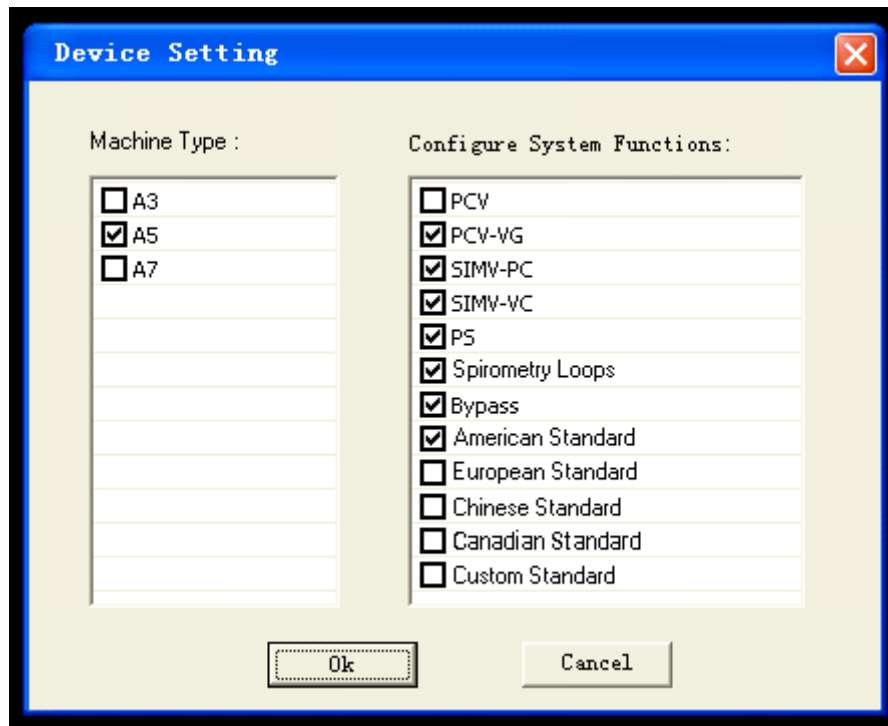 Device Setting
Machine Type :
A3
A5
A7
Configure System Functions:
PCV
PCV-VG
SIMV-PC
SIMV-VC
PS
Spirometry Loops
Bypass
American Standard
European Standard
Chinese Standard
Canadian Standard
Custom Standard
Ok
Cancel